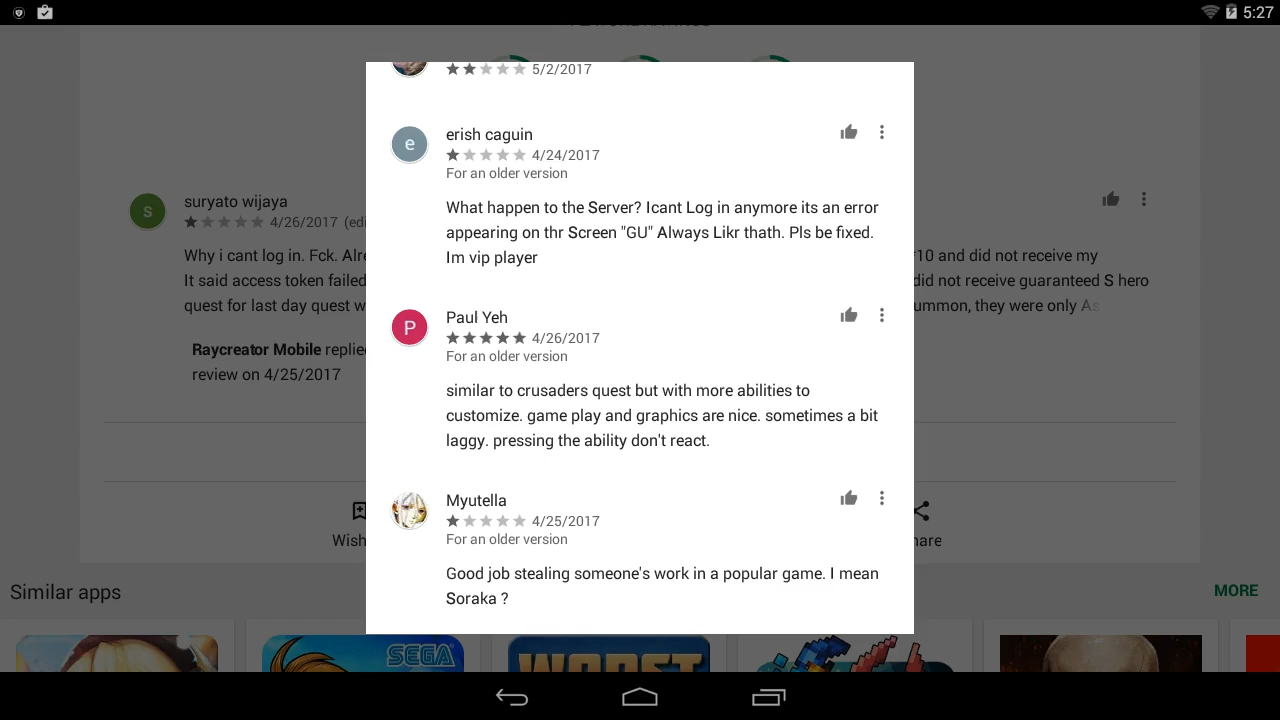 5:27
5/2/2017
erish caguin
4/24/2017
For an older version
What happen to the Server? Icant Log in anymore its an error
appearing on thr Screen "GU" Always Likr thath. Pls be fixed.
Im vip player
Paul Yeh
4/26/2017
For an older version
similar to crusaders quest but with more abilities to
customize. game play and graphics are nice. sometimes a bit
laggy. pressing the ability don't react.
Myutella
4/25/2017
For an older version
Good job stealing someone's work in a popular game. I mean
Soraka ?
e
P
s
suryato wijaya
4/26/2017 (edi
Why i cant log in. Fck. Alre
It said access token failed
quest for last day quest w
Raycreator Mobile replie
review on 4/25/2017
*10 and did not receive my
did not receive guaranteed S hero
ummon, they were only As
Wish
hare
Similar apps
MORE
SEGA
WORST